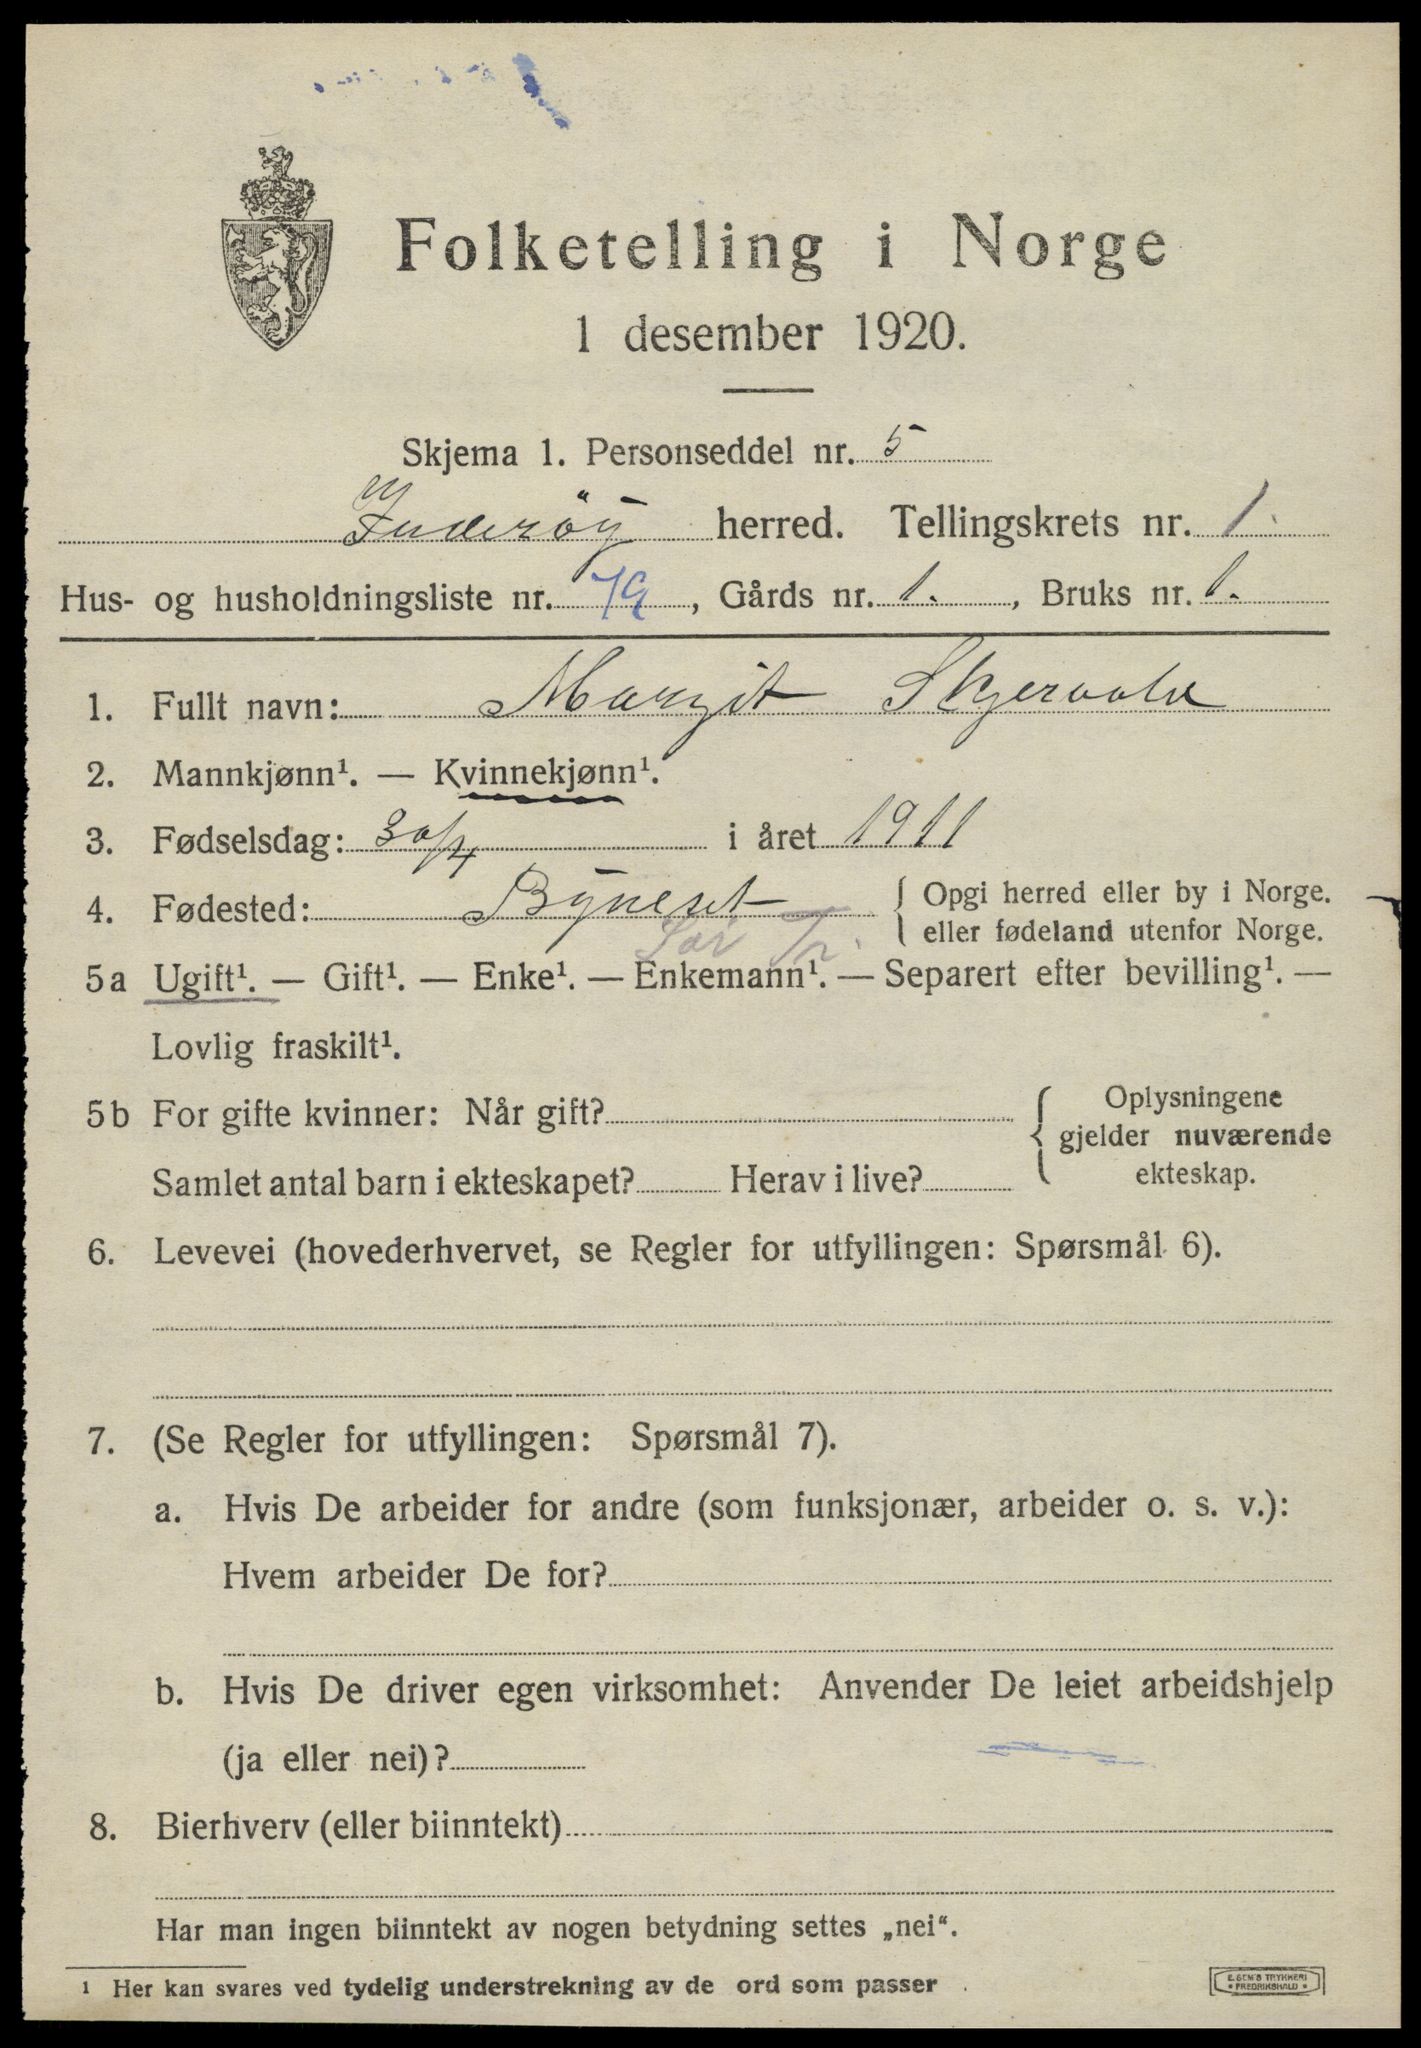 Folketelling i Norge
1 desember 1920.
Skjema 1. Personseddel nr. 5
Inderöy herred. Tellingskrets nr. 1.
Hus- og husholdningsliste nr. 79, Gårds nr. 1., Bruks nr. 1.
1. Fullt navn: Margit Skjervold
2. Mannkjønn¹. — Kvinnekjønn¹.
3. Fødselsdag: 30/4 i året 1911
4. Fødested: Byneset { Opgi herred eller by i Norge.
eller fødeland utenfor Norge.
Sør Tr.
5a Ugift¹. — Gift¹. — Enke¹. — Enkemann¹. — Separert efter bevilling¹. —
Lovlig fraskilt¹.
5b For gifte kvinner: Når gift? { Oplysningene
gjelder nuværende
Samlet antal barn i ekteskapet? Herav i live? ekteskap.
6. Levevei (hovederhvervet, se Regler for utfyllingen: Spørsmål 6).
7. (Se Regler for utfyllingen: Spørsmål 7).
a. Hvis De arbeider for andre (som funksjonær, arbeider o. s. v.):
Hvem arbeider De for?
b. Hvis De driver egen virksomhet: Anvender De leiet arbeidshjelp
(ja eller nei)?
8. Bierhverv (eller biinntekt)
Har man ingen biinntekt av nogen betydning settes „nei“.
1 Her kan svares ved tydelig understrekning av de ord som passer.
E. SEM'S TRYKKERI
• FREDRIKSHALD •